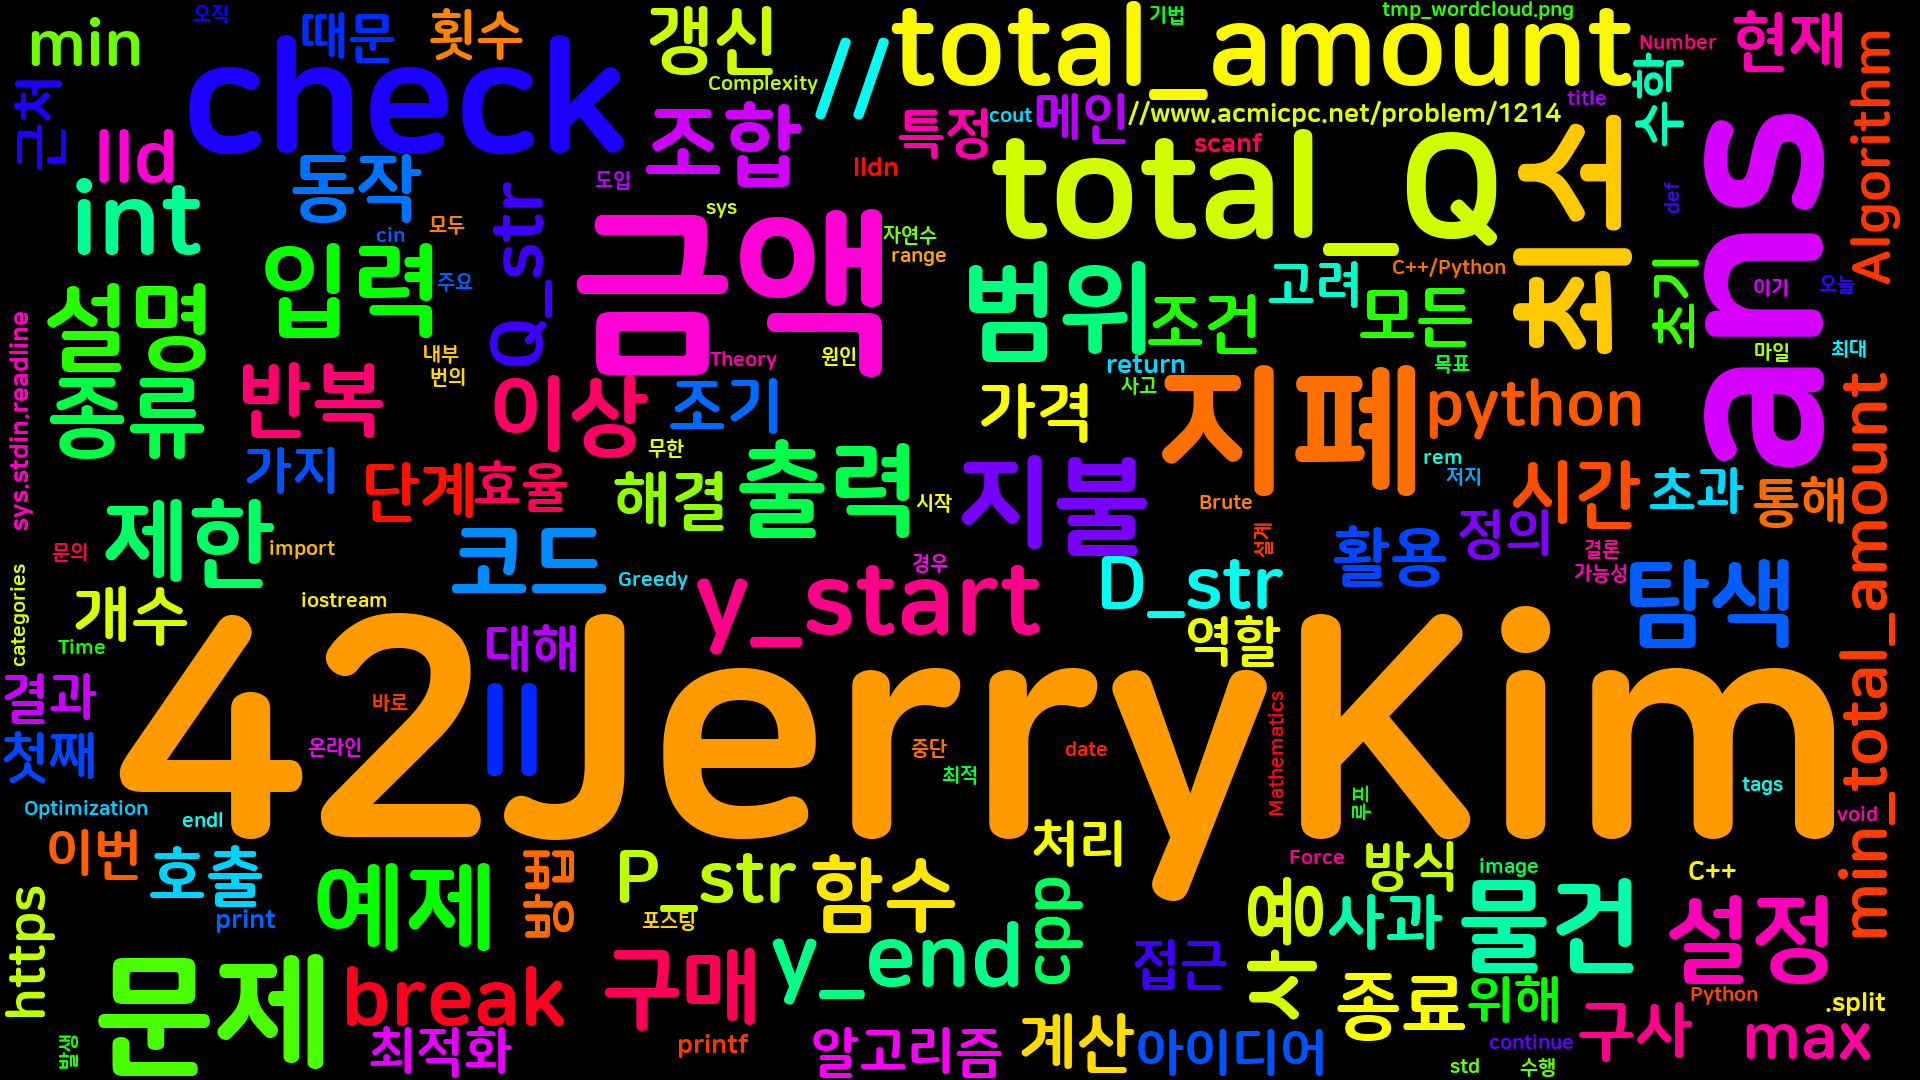 오직
때문
횟수
갱신
//
total_amount
기법
tmp_wordcloud.png
Number
현재
min
check
Complexity
수학
Algorithm
근처
lld
조합
특정
cout
메인
//www.acmicpc.net/problem/1214
title
int
동작
도입
lldn
scanf
total_Q
최소
ans
def
cin
모두
Q_str
sys
금액
자연수
range
범위
고려
C++/Python
초기
이기
오늘
설명
입력
주요
조건
모든
sys.stdin.readline
내부
번의
Theory
원인
return
목표
마일
최대
종류
반복
이상
조기
가격
사고
지폐
python
min_total_amount
가지
무한
단계
효율
해결
출력
시작
지불
rem
저지
시간
초과
통해
Brute
제한
import
문의
코드
경우
설계
활용
정의
결론
가능성
categories
개수
iostream
Greedy
y_start
D_str
탐색
Time
대해
역할
결과
42JerryKim
바로
첫째
온라인
||
중단
최적
date
Mathematics
루프
tags
Optimization
endl
void
이번
호출
처리
Force
방식
image
C++
https
print
예제
방법
P_str
포스팅
함수
cpp
사용
사과
물건
설정
문제
break
구매
y_end
접근
종료
위해
Python
.split
발생
최적화
printf
알고리즘
계산
아이디어
구사
max
continue
std
수행